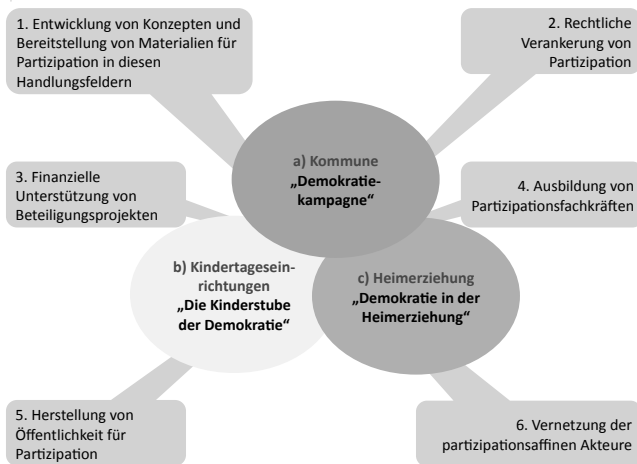 1. Entwicklung von Konzepten und
Bereitstellung von Materialien für
Partizipation in diesen
Handlungsfeldern
2. Rechtliche
Verankerung von
Partizipation
a) Kommune
„Demokratie-
kampagne“
3. Finanzielle
Unterstützung von
Beteiligungsprojekten
4. Ausbildung von
Partizipationsfachkräften
b) Kindertagesein-
richtungen
„Die Kinderstube
der Demokratie“
c) Heimerziehung
„Demokratie in der
Heimerziehung“
5. Herstellung von
Öffentlichkeit für
Partizipation
6. Vernetzung der
partizipationsaffinen Akteure